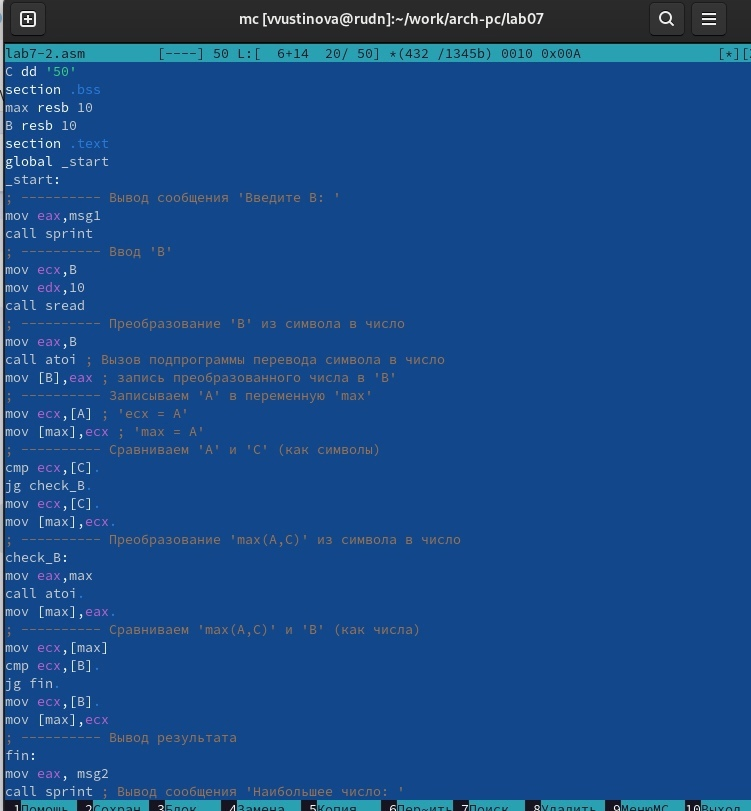 mc [vvustinova@rudn]:~/work/arch-pc/lab07
lab7-2.asm [----] 50 L:[ 6+14 20/ 50] *(432 /1345b) 0010 0x00A [*][
C dd '50'
section .bss
max resb 10
B resb 10
section .text
global _start
_start:
; ---------- Вывод сообщения 'Введите B: '
mov eax,msg1
call sprint
; ---------- Ввод 'B'
mov ecx,B
mov edx,10
call sread
; ---------- Преобразование 'B' из символа в число
mov eax,B
call atoi ; Вызов подпрограммы перевода символа в число
mov [B],eax ; запись преобразованного числа в 'B'
; ---------- Записываем 'A' в переменную 'max'
mov ecx,[A] ; 'ecx = A'
mov [max],ecx ; 'max = A'
; ---------- Сравниваем 'A' и 'С' (как символы)
cmp ecx,[C].
jg check_B.
mov ecx,[C].
mov [max],ecx.
; ---------- Преобразование 'max(A,C)' из символа в число
check_B:
mov eax,max
call atoi.
mov [max],eax.
; ---------- Сравниваем 'max(A,C)' и 'B' (как числа)
mov ecx,[max]
cmp ecx,[B].
jg fin.
mov ecx,[B].
mov [max],ecx
; ---------- Вывод результата
fin:
mov eax, msg2
call sprint ; Вывод сообщения 'Наибольшее число: '
1Помощь 2Сохран 3Блок 4Замена 5Копия 6Пер~ить 7Поиск 8Удалить 9МенюMC 10Выход